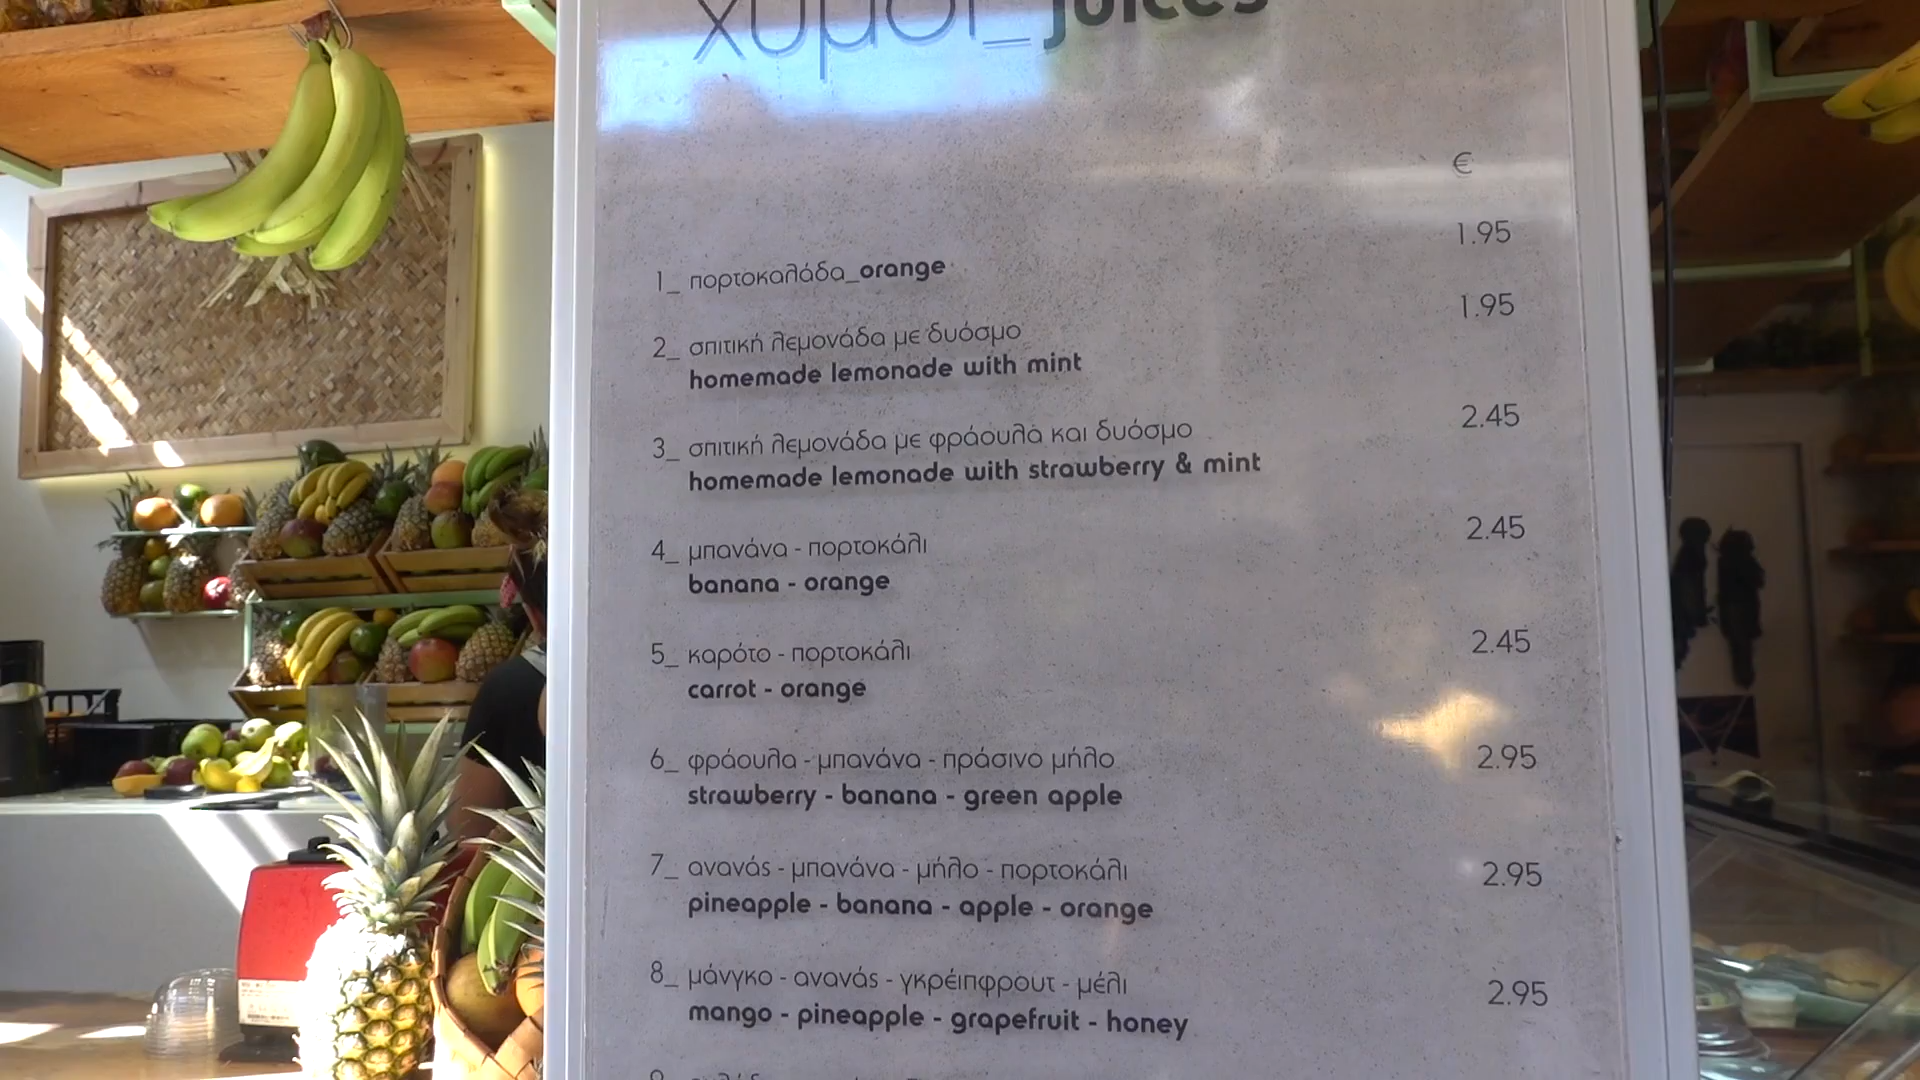 χυμοί_juices
€
1_ πορτοκαλάδα_orange 1.95
2_ σπιτική λεμονάδα με δυόσμο 1.95
homemade lemonade with mint
3_ σπιτική λεμονάδα με φράουλα και δυόσμο 2.45
homemade lemonade with strawberry & mint
4_ μπανάνα - πορτοκάλι 2.45
banana - orange
5_ καρότο - πορτοκάλι 2.45
carrot - orange
6_ φράουλα - μπανάνα - πράσινο μήλο 2.95
strawberry - banana - green apple
7_ ανανάς - μπανάνα - μήλο - πορτοκάλι 2.95
pineapple - banana - apple - orange
8_ μάνγκο - ανανάς - γκρέιπφρουτ - μέλι 2.95
mango - pineapple - grapefruit - honey